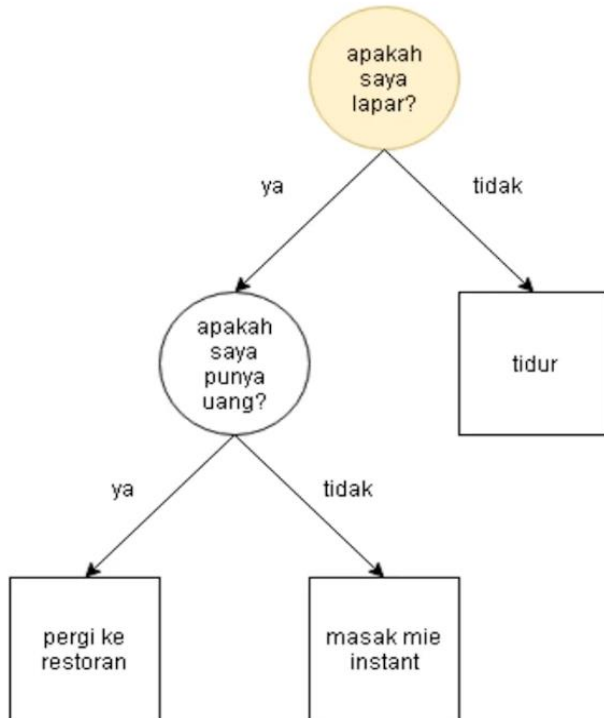 apakah
saya
lapar?
ya
tidak
apakah
saya
punya
uang?
tidur
ya
tidak
pergi ke
restoran
masak mie
instant